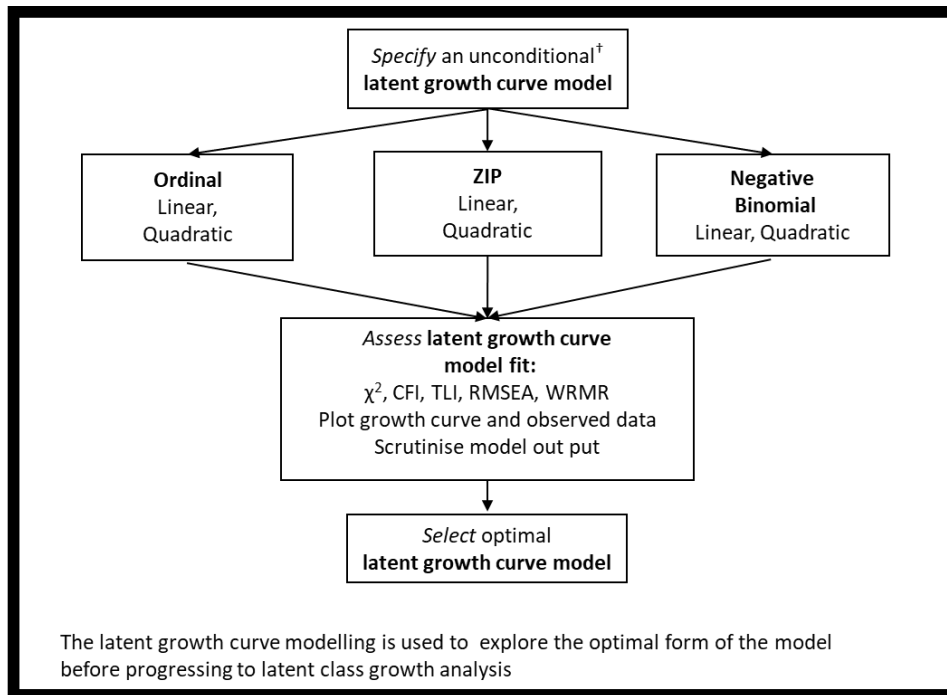 Specify an unconditional†
latent growth curve model
Ordinal
Linear,
Quadratic
ZIP
Linear,
Quadratic
Negative
Binomial
Linear, Quadratic
Assess latent growth curve
model fit:
χ², CFI, TLI, RMSEA, WRMR
Plot growth curve and observed data
Scrutinise model out put
Select optimal
latent growth curve model
The latent growth curve modelling is used to explore the optimal form of the model
before progressing to latent class growth analysis